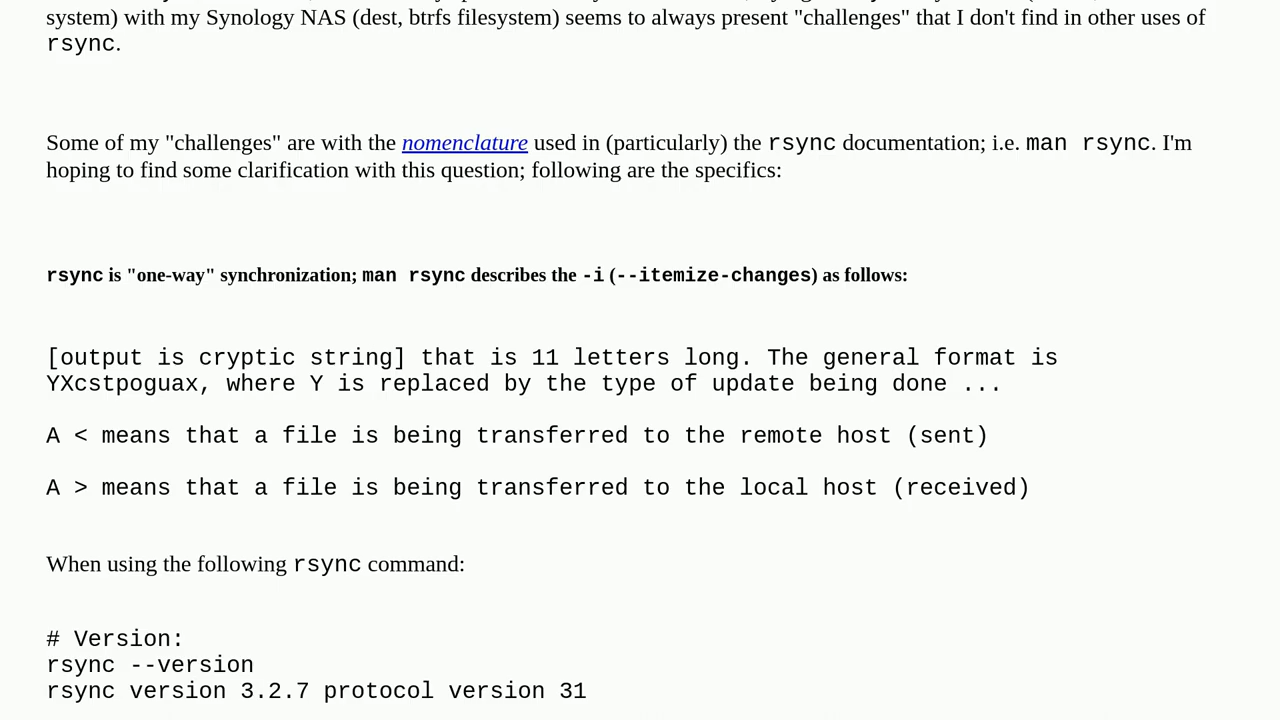 system) with my Synology NAS (dest, btrfs filesystem) seems to always present "challenges" that I don't find in other uses of
rsync.
Some of my "challenges" are with the nomenclature used in (particularly) the rsync documentation; i.e. man rsync. I'm
hoping to find some clarification with this question; following are the specifics:
rsync is "one-way" synchronization; man rsync describes the -i (--itemize-changes) as follows:
[output is cryptic string] that is 11 letters long. The general format is
YXcstpoguax, where Y is replaced by the type of update being done ...
A < means that a file is being transferred to the remote host (sent)
A > means that a file is being transferred to the local host (received)
When using the following rsync command:
# Version:
rsync --version
rsync version 3.2.7 protocol version 31